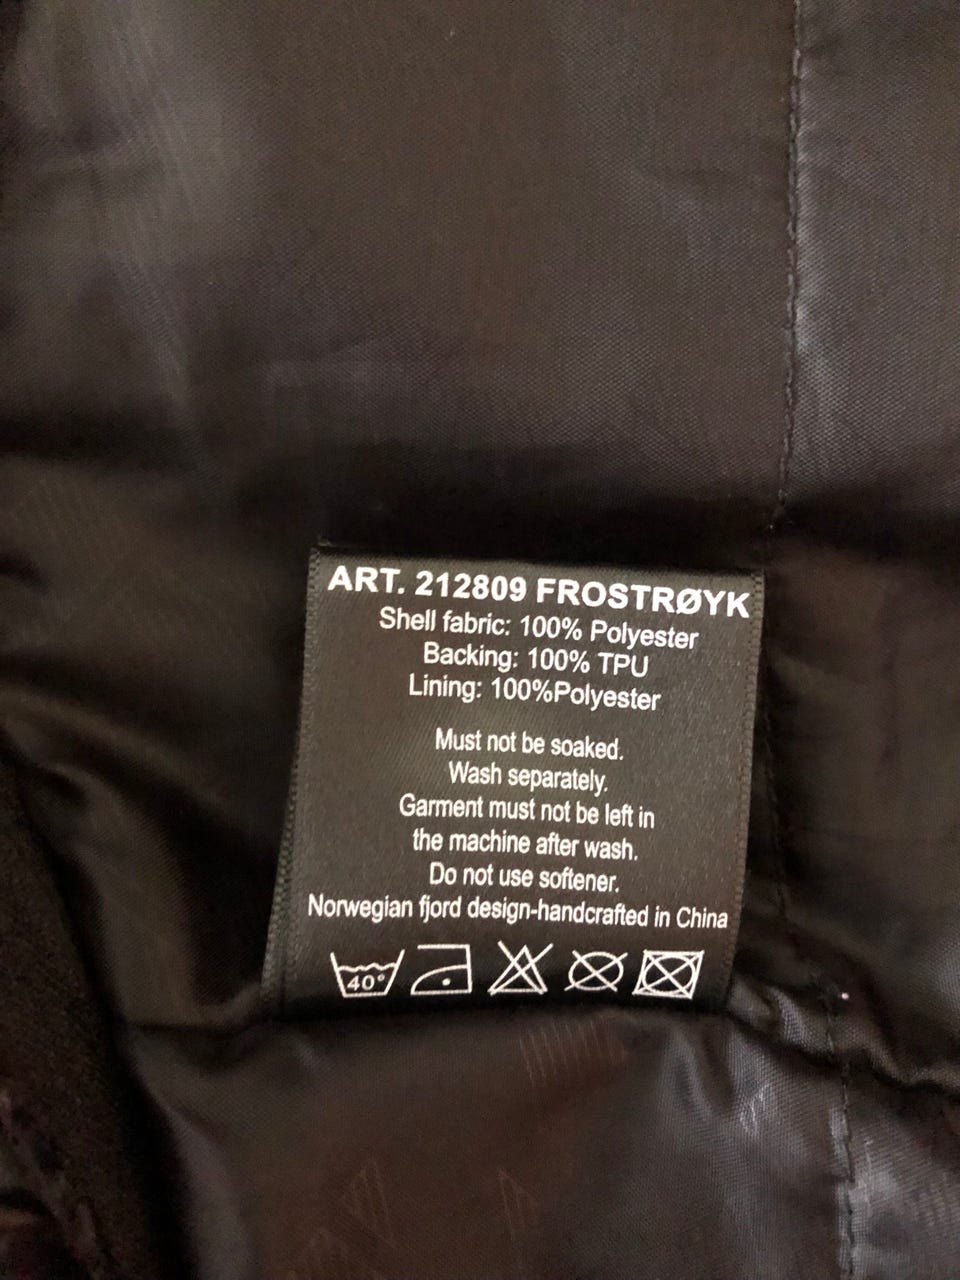 ART. 212809 FROSTRØYK
Shell fabric: 100% Polyester
Backing: 100% TPU
Lining: 100%Polyester
Must not be soaked.
Wash separately.
Garment must not be left in
the machine after wash.
Do not use softener.
Norwegian fjord design-handcrafted in China
40°